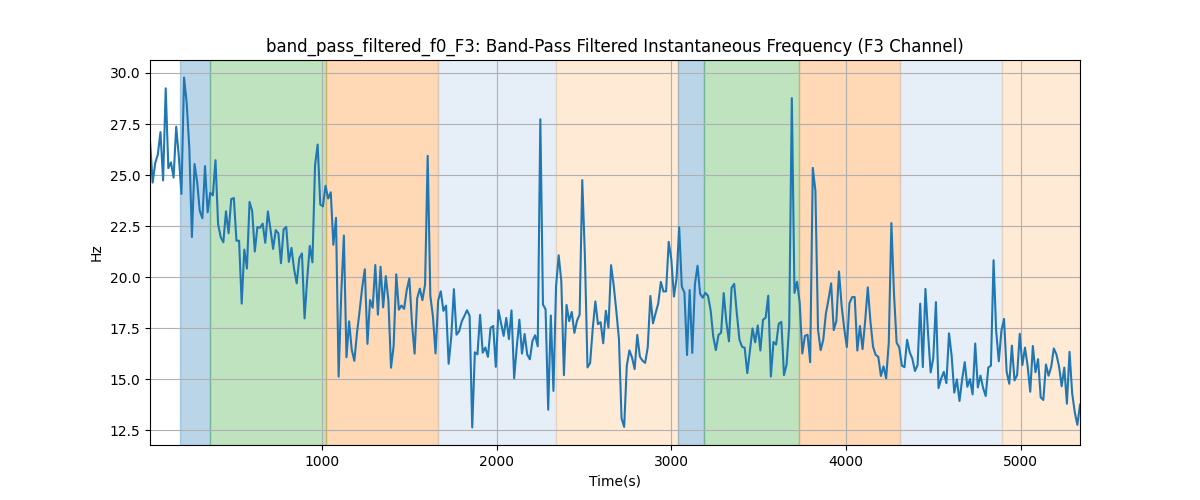 band_pass_filtered_f0_F3: Band-Pass Filtered Instantaneous Frequency (F3 Channel)
30.0
27.5
25.0
22.5
20.0
17.5
15.0
12.5
Hz
1000 2000 3000 4000 5000
Time(s)